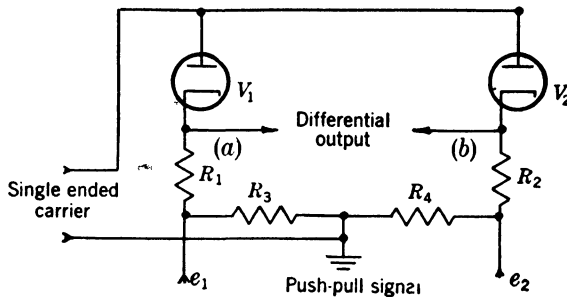 V₁
V₂
(a)
Differential
output
(b)
R₁
R₂
Single ended
carrier
R₃
R₄
e₁
Push-pull signal
e₂